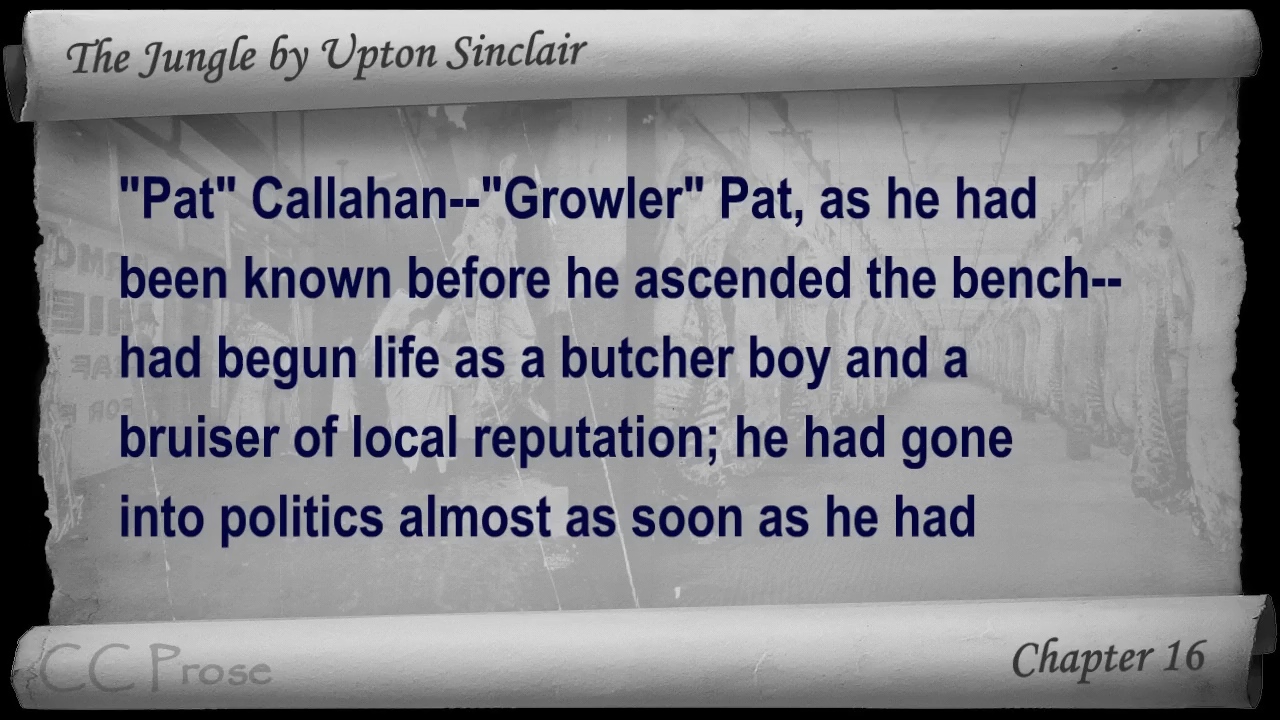 The Jungle by Upton Sinclair
"Pat" Callahan--"Growler" Pat, as he had
been known before he ascended the bench--
had begun life as a butcher boy and a
bruiser of local reputation; he had gone
into politics almost as soon as he had
CC Prose
Chapter 16